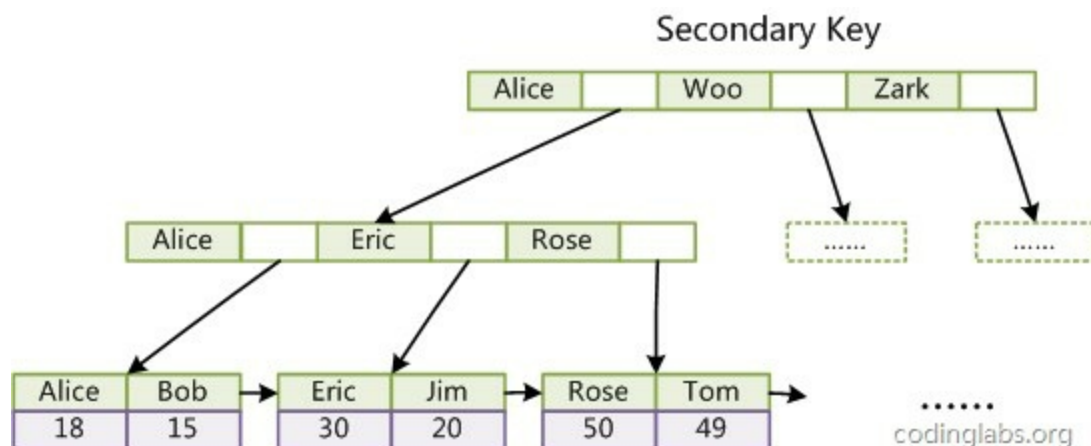 Secondary Key
Alice Woo Zark
Alice Eric Rose
...... ......
Alice Bob Eric Jim Rose Tom
18 15 30 20 50 49
......
codinglabs.org